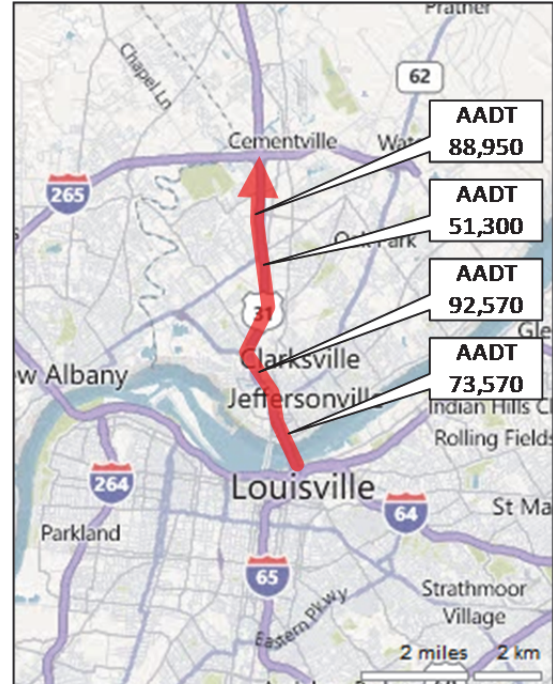 Prather
Chapel Ln
62
AADT
88,950
Cementville
Wat
265
AADT
51,300
Oak Park
31
AADT
92,570
Clarksville
Gle
w Albany
Jeffersonville
AADT
73,570
Indian Hills C
Rolling Fields
Louisville
264
64
St Ma
Parkland
65
Strathmoor
Village
Eastern Pkwy
2 miles
2 km